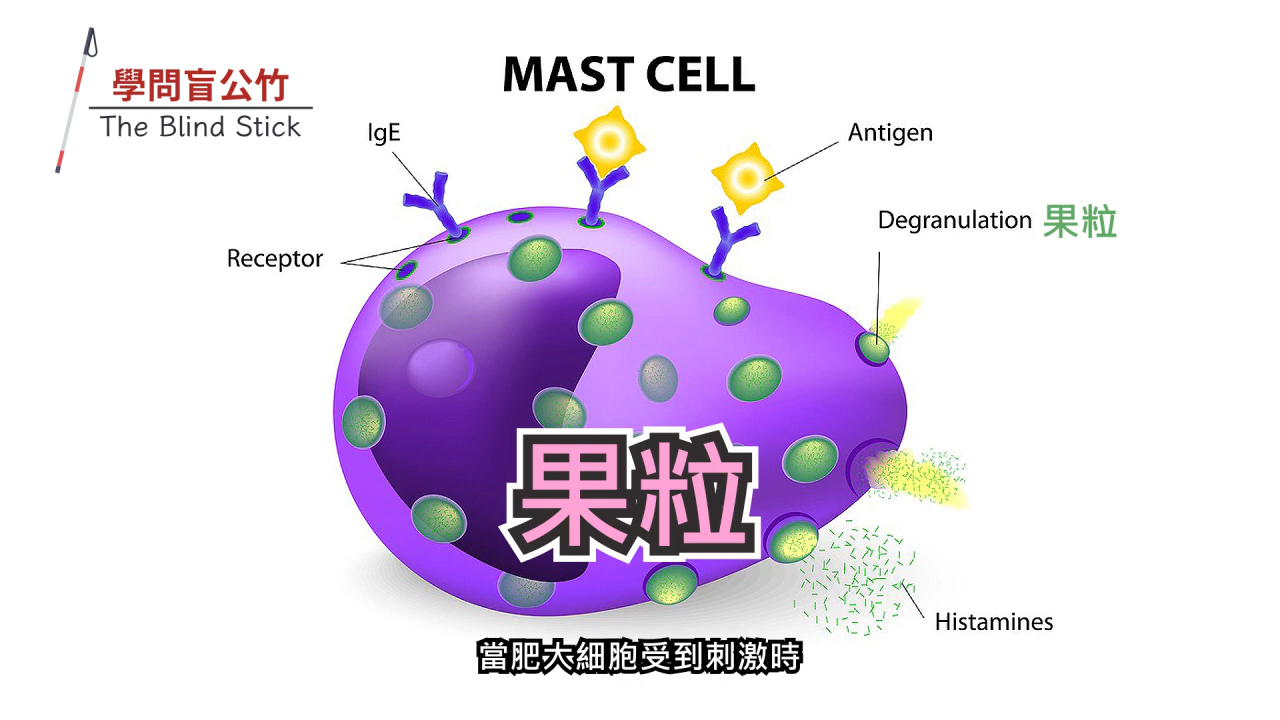 學問盲公竹
The Blind Stick
MAST CELL
IgE
Antigen
Degranulation 果粒
Receptor
果粒
Histamines
當肥大細胞受到刺激時